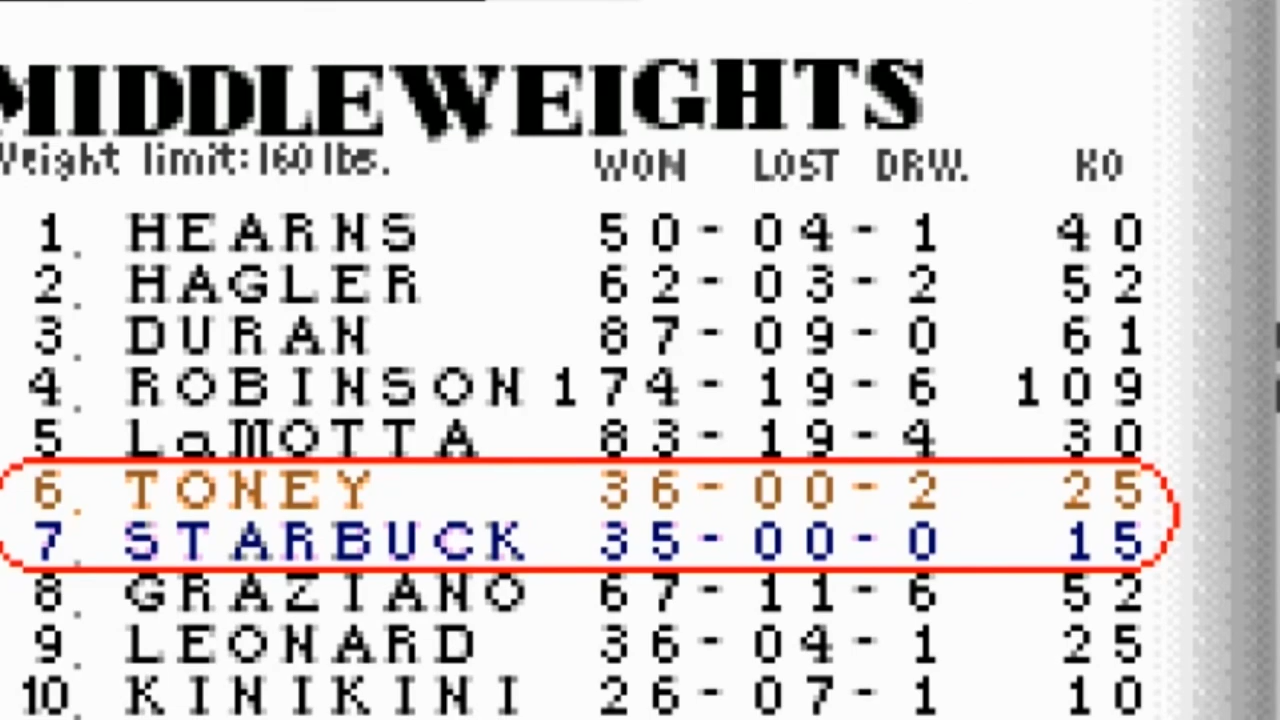 MIDDLEWEIGHTS
Weight limit: 160 lbs. WON LOST DRW. KO
1. HEARNS 50-04-1 40
2. HAGLER 62-03-2 52
3. DURAN 87-09-0 61
4. ROBINSON 174-19-6 109
5 LaMOTTA 83-19-4 30
6. TONEY 36-00-2 25
7. STARBUCK 35-00-0 15
8. GRAZIANO 67-11-6 52
9. LEONARD 36-04-1 25
10. KINIKINI 26-07-1 10